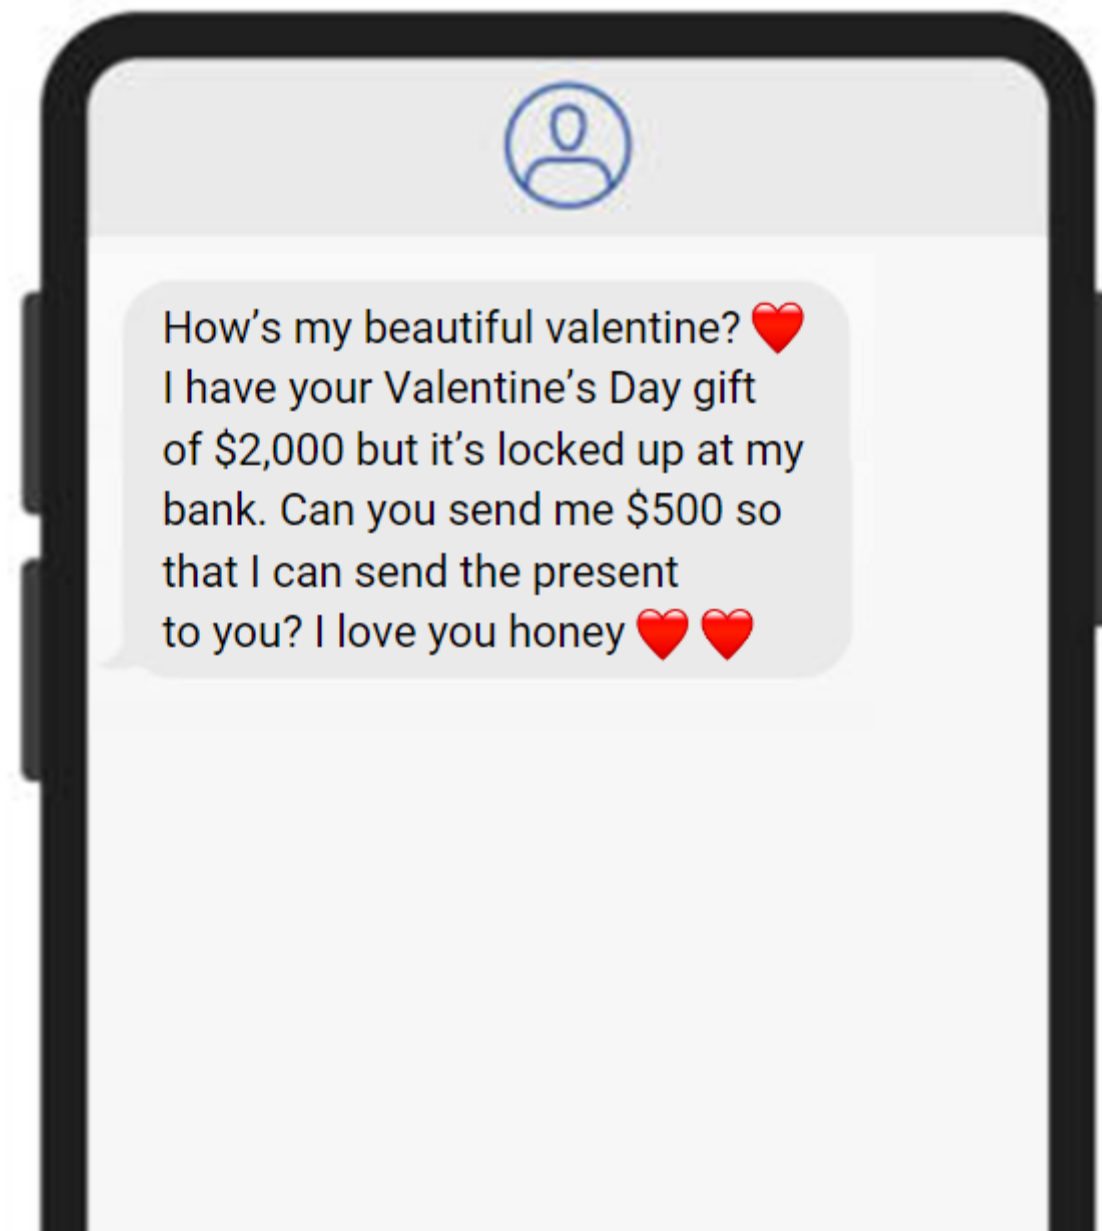 How’s my beautiful valentine? ❤️
I have your Valentine’s Day gift
of $2,000 but it’s locked up at my
bank. Can you send me $500 so
that I can send the present
to you? I love you honey ❤️ ❤️